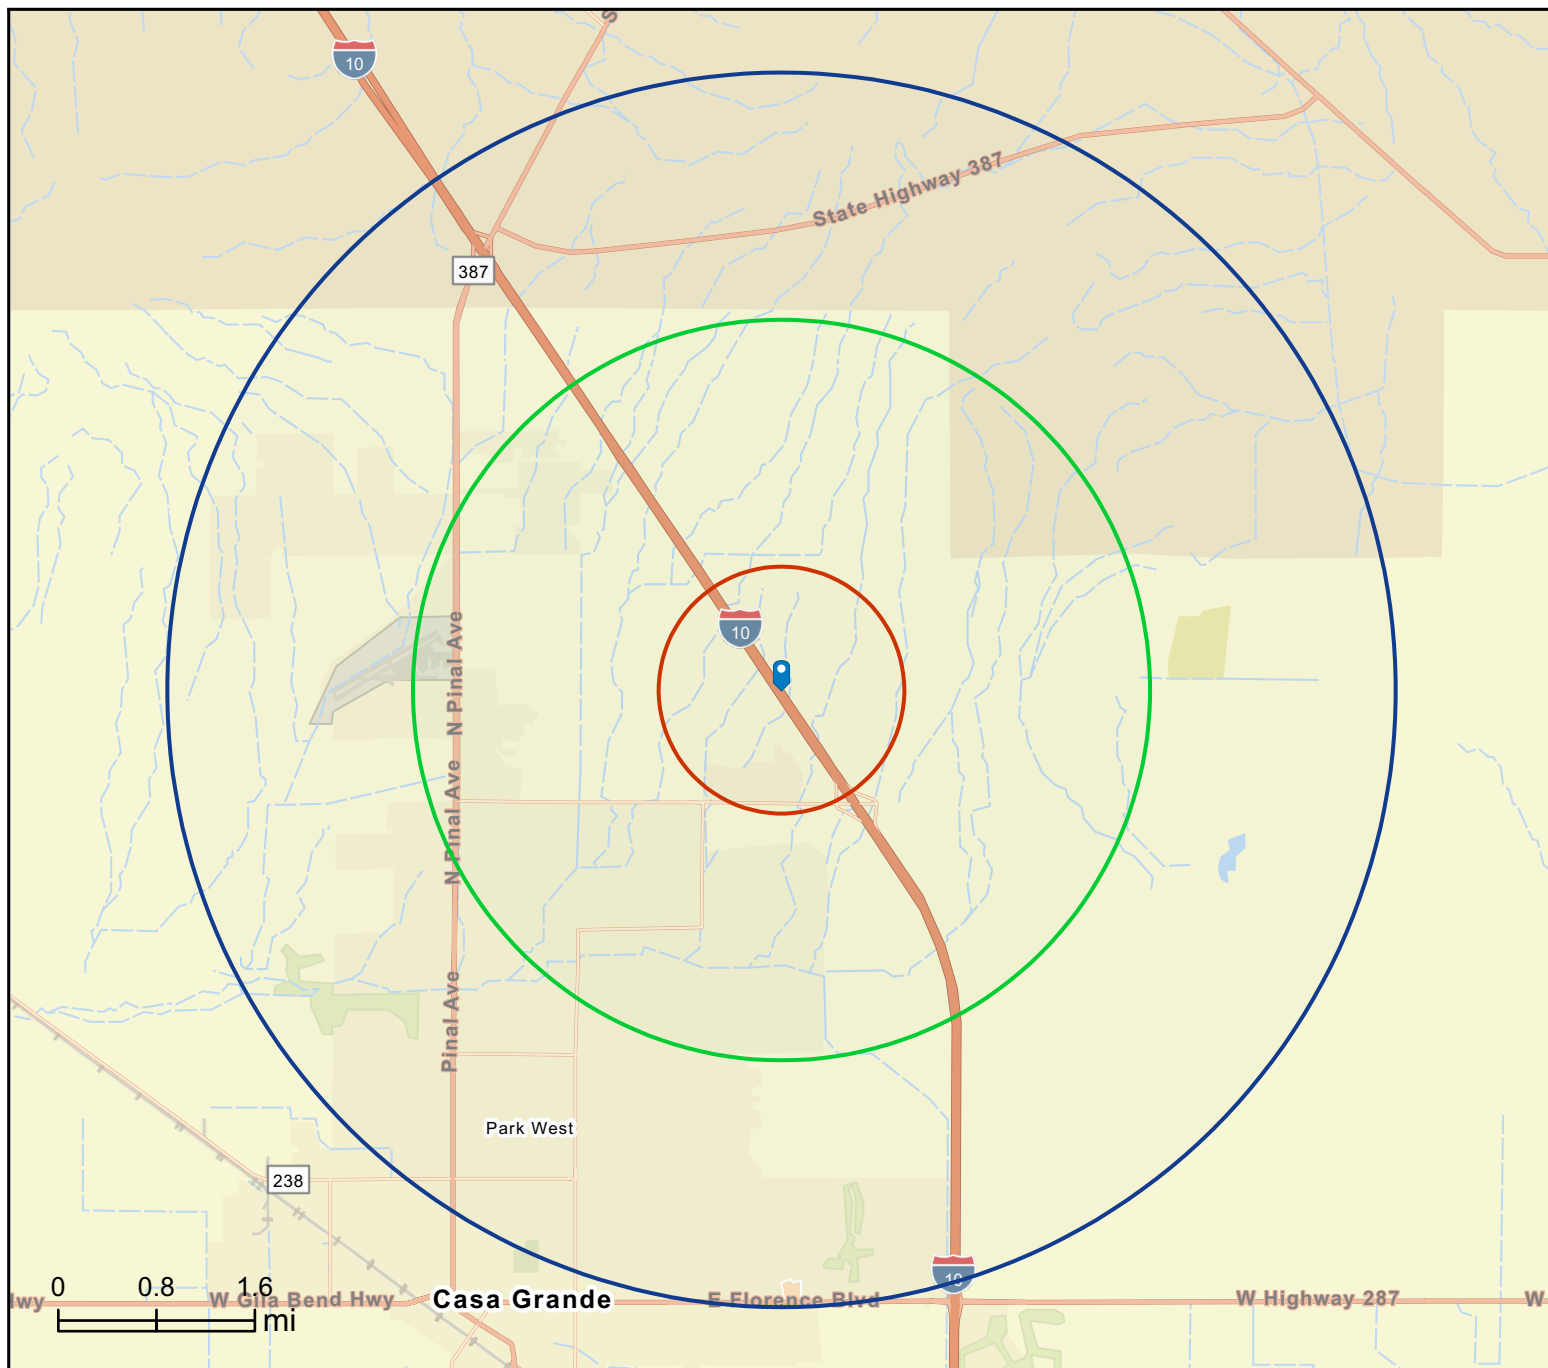 S
10
State Highway 387
387
10
N Pinal Ave
N Pinal Ave
Pinal Ave
Park West
238
10
0 0.8 1.6
mi
W Gila Bend Hwy
Casa Grande
E Florence Blvd
W Highway 287
W